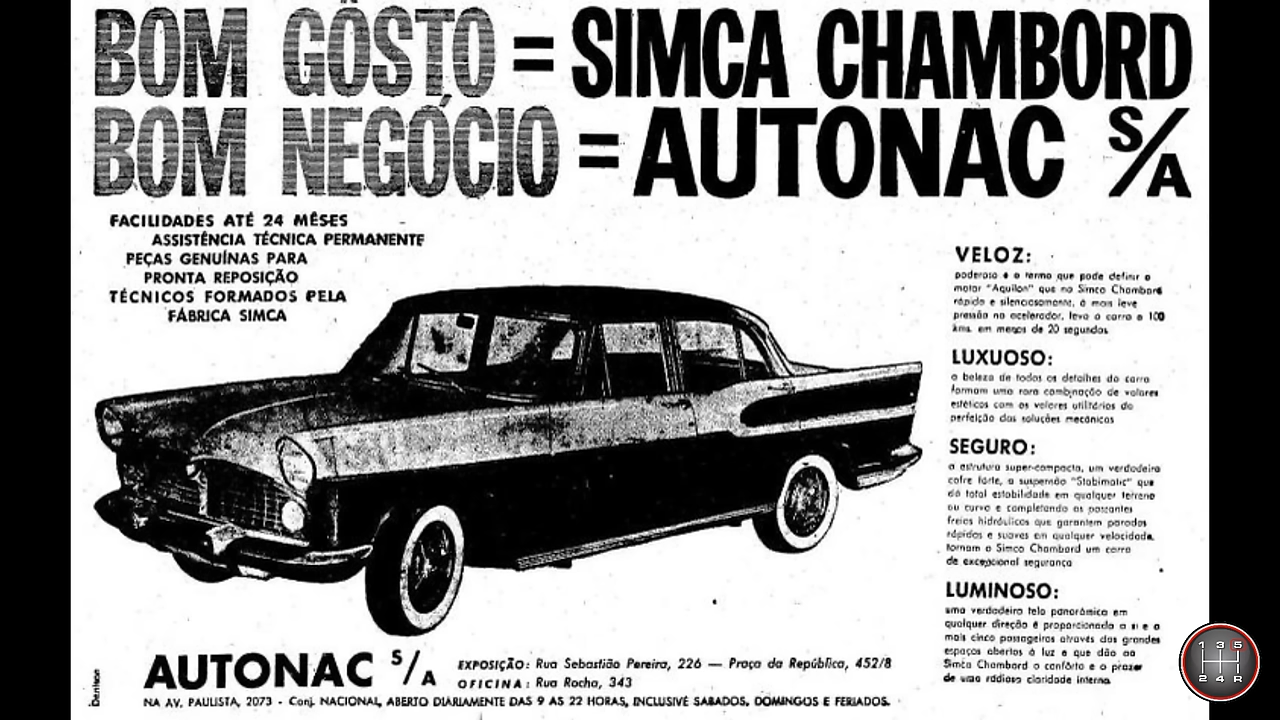 BOM GÔSTO = SIMCA CHAMBORD
BOM NEGÓCIO = AUTONAC S/A
FACILIDADES ATÉ 24 MÊSES
ASSISTÊNCIA TÉCNICA PERMANENTE
PEÇAS GENUÍNAS PARA
PRONTA REPOSIÇÃO
TÉCNICOS FORMADOS PELA
FÁBRICA SIMCA
VELOZ:
poderoso é o termo que pode definir o
motor "Aquilon" que no Simca Chambord
rápido e silenciosamente, à mais leve
pressão no acelerador, leva o carro a 100
kms. em menos de 20 segundos
LUXUOSO:
a beleza de todos os detalhes do carro
formam uma rara combinação de valores
estéticos com os valores utilitários da
perfeição das soluções mecânicas
SEGURO:
a estrutura super-compacta, um verdadeiro
cofre forte, a suspensão "Stabimatic" que
dá total estabilidade em qualquer terreno
ou curva e completando os possantes
freios hidráulicos que garantem paradas
rápidas e suaves em qualquer velocidade,
tornam o Simca Chambord um carro
de excepcional segurança
LUMINOSO:
uma verdadeira tela panorâmica em
qualquer direção é proporcionada a si e a
mais cinco passageiros através das grandes
espaços abertos à luz e que dão ao
Simca Chambord o confôrto e o prazer
de uma radiosa claridade interna
AUTONAC S/A
EXPOSIÇÃO: Rua Sebastião Pereira, 226 — Praça da República, 452/8
OFICINA: Rua Rocha, 343
NA AV. PAULISTA, 2073 - Conj. NACIONAL, ABERTO DIÀRIAMENTE DAS 9 AS 22 HORAS, INCLUSIVE SABADOS, DOMINGOS E FERIADOS.
Denison
1 3 5
2 4 R